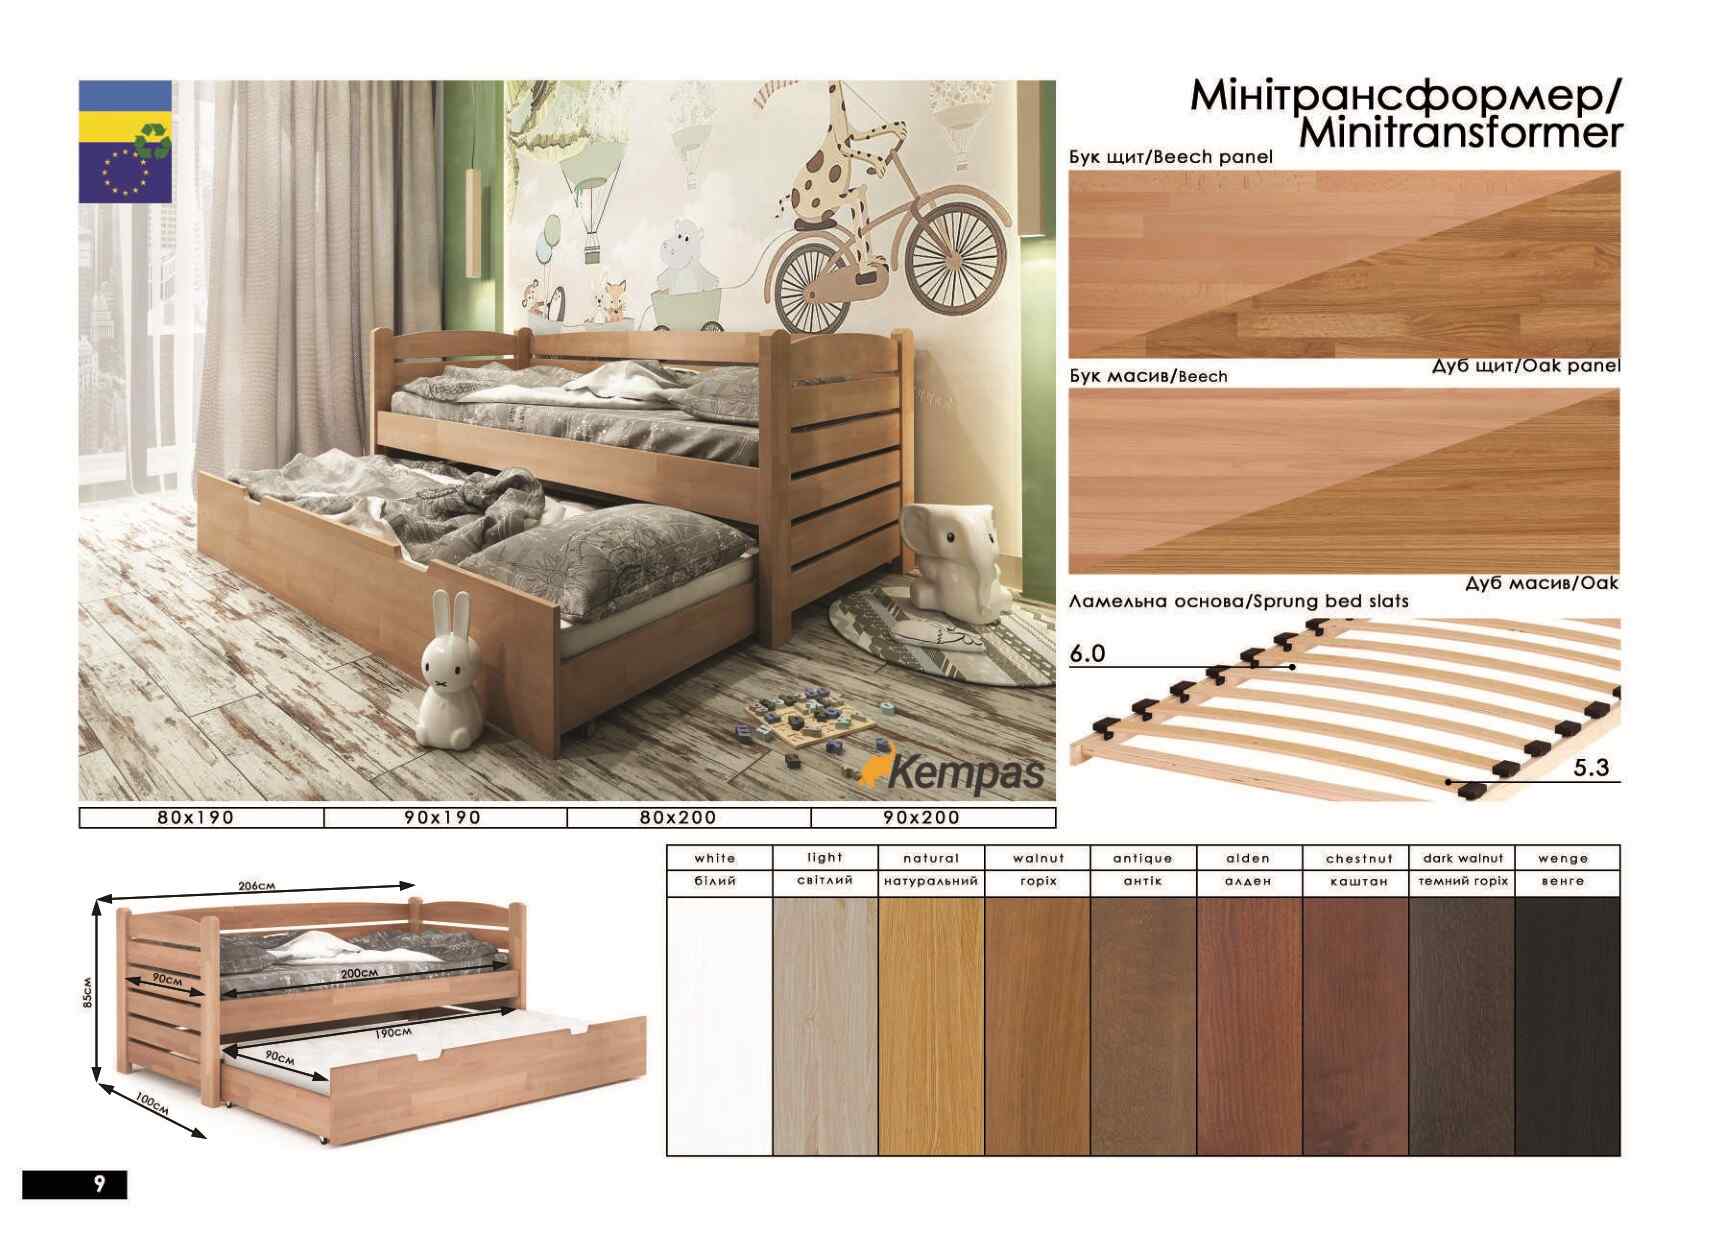 Мінітрансформер/
Minitransformer
Бук щит/Beech panel
Дуб щит/Oak panel
Бук масив/Beech
Дуб масив/Oak
Ламельна основа/Sprung bed slats
6.0
5.3
Kempas
80x190 90x190 80x200 90x200
206см
85см
90см
200см
190см
90см
100см
white light natural walnut antique alden chestnut dark walnut wenge
білий світлий натуральний горіх антік алден каштан темний горіх венге
9